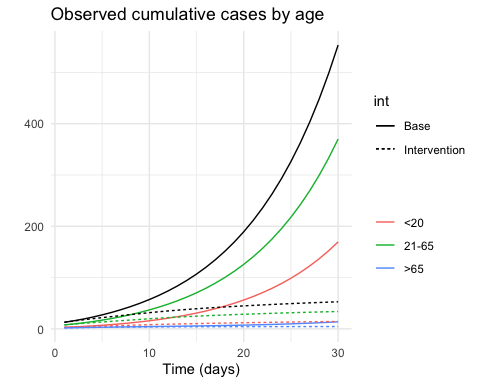 Observed cumulative cases by age
int
Base
Intervention
<20
21-65
>65
400
200
0
0
10
20
30
Time (days)